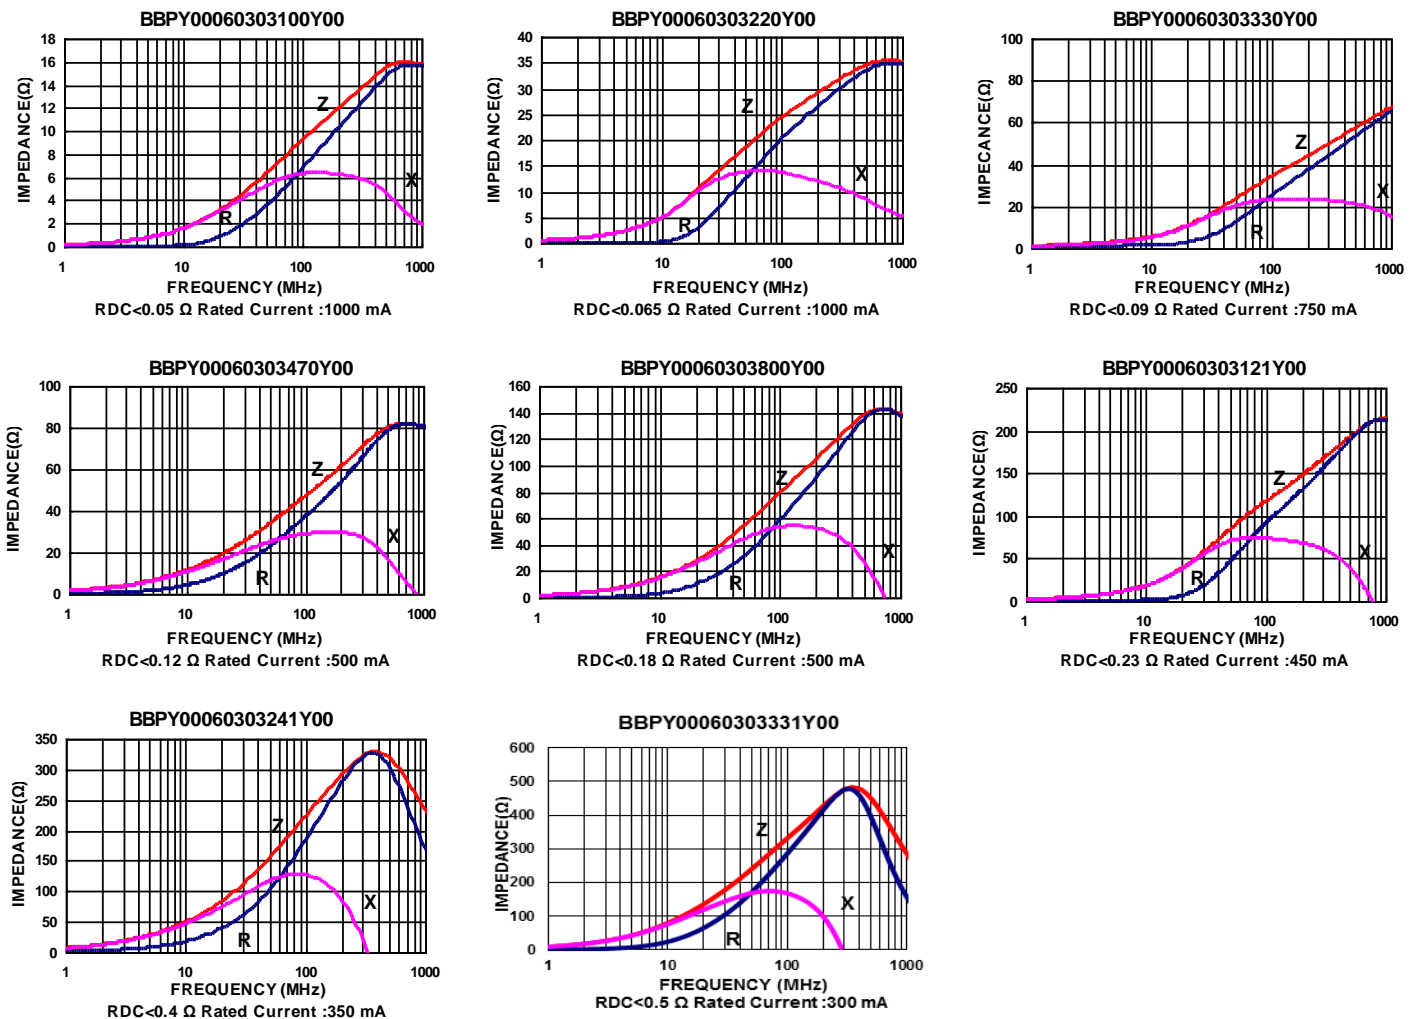 BBPY00060303100Y00
18
16
14
12
10
8
6
4
2
0
IMPEDANCE(Ω)
Z
X
R
1 10 100 1000
FREQUENCY (MHz)
RDC<0.05 Ω Rated Current :1000 mA
BBPY00060303220Y00
40
35
30
25
20
15
10
5
0
IMPEDANCE(Ω)
Z
X
R
1 10 100 1000
FREQUENCY (MHz)
RDC<0.065 Ω Rated Current :1000 mA
BBPY00060303330Y00
100
80
60
40
20
0
IMPECANCE(Ω)
Z
X
R
1 10 100 1000
FREQUENCY (MHz)
RDC<0.09 Ω Rated Current :750 mA
BBPY00060303470Y00
100
80
60
40
20
0
IMPEDANCE(Ω)
Z
X
R
1 10 100 1000
FREQUENCY (MHz)
RDC<0.12 Ω Rated Current :500 mA
BBPY00060303800Y00
160
140
120
100
80
60
40
20
0
IMPEDANCE(Ω)
Z
X
R
1 10 100 1000
FREQUENCY (MHz)
RDC<0.18 Ω Rated Current :500 mA
BBPY00060303121Y00
250
200
150
100
50
0
IMPEDANCE(Ω)
Z
X
R
1 10 100 1000
FREQUENCY (MHz)
RDC<0.23 Ω Rated Current :450 mA
BBPY00060303241Y00
350
300
250
200
150
100
50
0
IMPEDANCE(Ω)
Z
X
R
1 10 100 1000
FREQUENCY (MHz)
RDC<0.4 Ω Rated Current :350 mA
BBPY00060303331Y00
600
500
400
300
200
100
0
IMPEDANCE(Ω)
Z
X
R
1 10 100 1000
FREQUENCY (MHz)
RDC<0.5 Ω Rated Current :300 mA